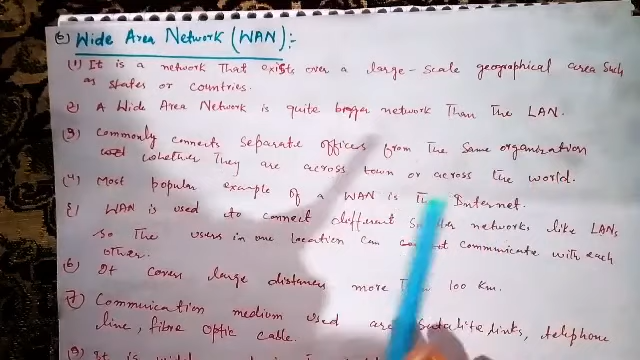 ⑤ Wide Area Network (WAN):-
(1) It is a network That exists over a large-scale geographical area such
as states or countries.
2) A Wide Area Network is quite bigger network Than The LAN.
(3) Commonly connects separate offices from The same organization
whether They are across town or across the world.
(4) Most popular example of a WAN is The Internet.
5) WAN is used to connect different smaller networks like LANs
so The users in one location can communicate with each
other.
6) It covers large distances more Than 100 Km.
7) Communication medium used are Satalite links, telephone
line, fibre optic cable.
It is